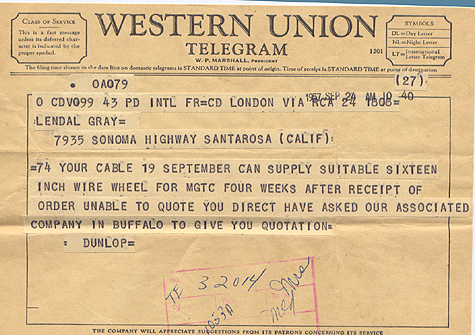 CLASS OF SERVICE
This is a fast message
unless its deferred character
is indicated by the
proper symbol.
WESTERN UNION
TELEGRAM
W. P. MARSHALL, PRESIDENT
1201
SYMBOLS
DL=Day Letter
NL=Night Letter
LT=International Letter Telegram
The filing time shown in the date line on domestic telegrams is STANDARD TIME at point of origin. Time of receipt is STANDARD TIME at point of destination
OA079
(27)
O CDV099 43 PD INTL FR=CD LONDON VIA RCA 24 1808=
1957 SEP 24 AM 10 40
LENDAL GRAY=
7935 SONOMA HIGHWAY SANTAROSA (CALIF)=
=74 YOUR CABLE 19 SEPTEMBER CAN SUPPLY SUITABLE SIXTEEN
INCH WIRE WHEEL FOR MGTC FOUR WEEKS AFTER RECEIPT OF
ORDER UNABLE TO QUOTE YOU DIRECT HAVE ASKED OUR ASSOCIATED
COMPANY IN BUFFALO TO GIVE YOU QUOTATION=
=DUNLOP=
32014
1053A
Mrs
THE COMPANY WILL APPRECIATE SUGGESTIONS FROM ITS PATRONS CONCERNING ITS SERVICE